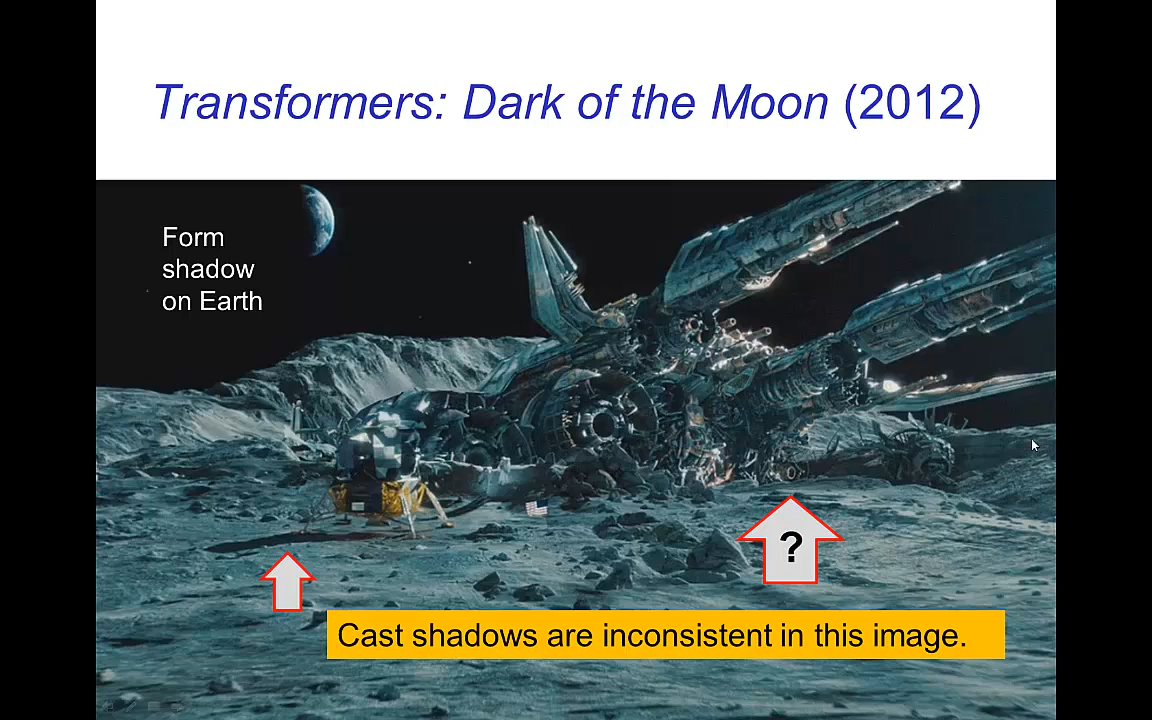 Transformers: Dark of the Moon (2012)
Form
shadow
on Earth
?
Cast shadows are inconsistent in this image.